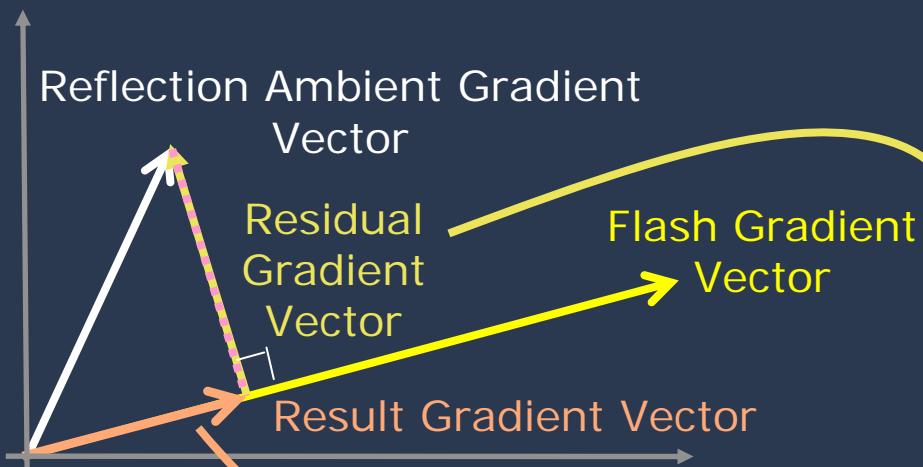 Reflection Ambient Gradient
Vector
Residual
Gradient
Vector
Flash Gradient
Vector
Result Gradient Vector